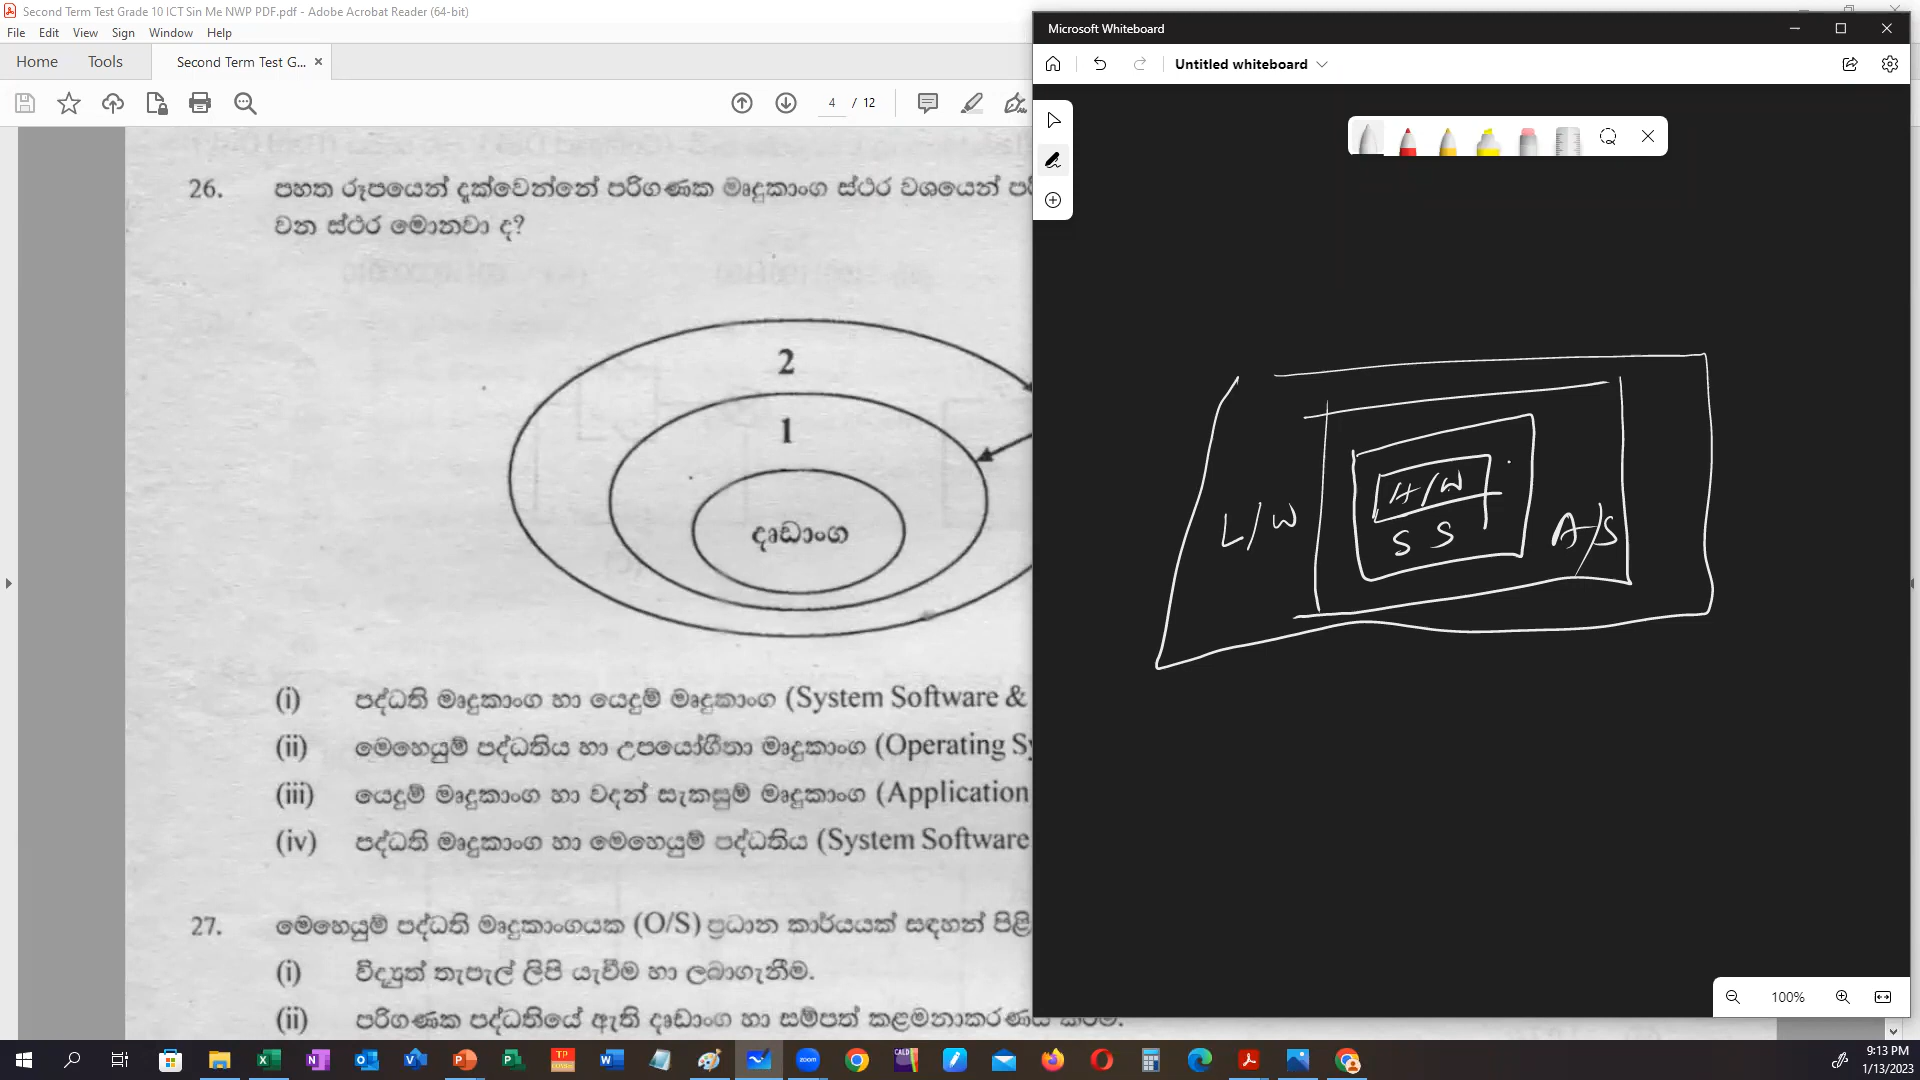 Second Term Test Grade 10 ICT Sin Me NWP PDF.pdf - Adobe Acrobat Reader (64-bit)
File Edit View Sign Window Help
Home Tools Second Term Test G... ×
4 / 12
26. පහත රූපයෙන් දැක්වෙන්නේ පරිගණක මෘදුකාංග ස්ථර වශයෙන්
වන ස්ථර මොනවා ද?
2
1
දෘඩාංග
(i) පද්ධති මෘදුකාංග හා යෙදුම් මෘදුකාංග (System Software &
(ii) මෙහෙයුම් පද්ධතිය හා උපයෝගීතා මෘදුකාංග (Operating
(iii) යෙදුම් මෘදුකාංග හා වදන් සැකසුම් මෘදුකාංග (Application
(iv) පද්ධති මෘදුකාංග හා මෙහෙයුම් පද්ධතිය (System Software
27. මෙහෙයුම් පද්ධති මෘදුකාංගයක (O/S) ප්‍රධාන කාර්යයක් සඳහන්
(i) විද්‍යුත් තැපැල් ලිපි යැවීම හා ලබාගැනීම.
(ii) පරිගණක පද්ධතියේ ඇති දෘඩාංග හා සම්පත්
Microsoft Whiteboard
Untitled whiteboard
H/W
S S
L/W
A/S
100%
9:13 PM
1/13/2023